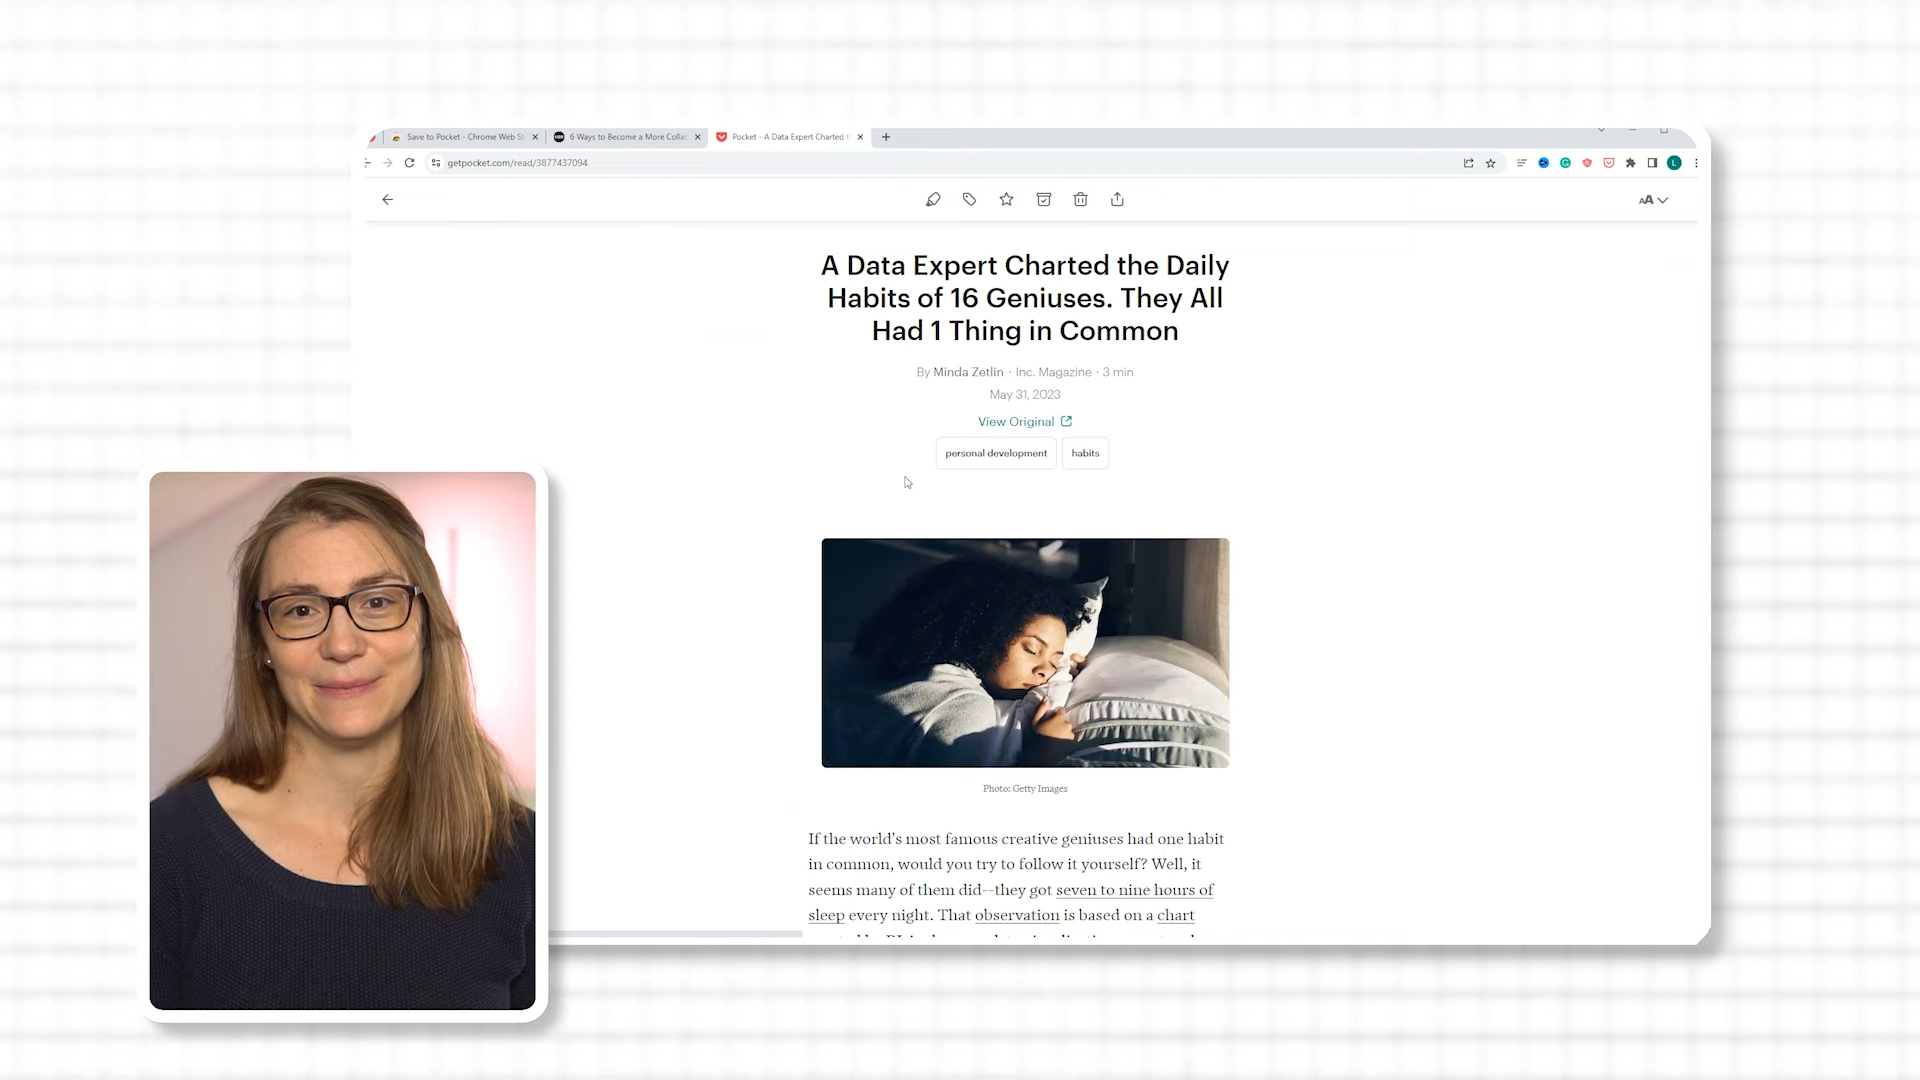 Save to Pocket - Chrome Web St
6 Ways to Become a More Collab
Pocket - A Data Expert Charted t
getpocket.com/read/3877437094
L
AA
A Data Expert Charted the Daily
Habits of 16 Geniuses. They All
Had 1 Thing in Common
By Minda Zetlin · Inc. Magazine · 3 min
May 31, 2023
View Original
personal development habits
Photo: Getty Images
If the world's most famous creative geniuses had one habit
in common, would you try to follow it yourself? Well, it
seems many of them did--they got seven to nine hours of
sleep every night. That observation is based on a chart